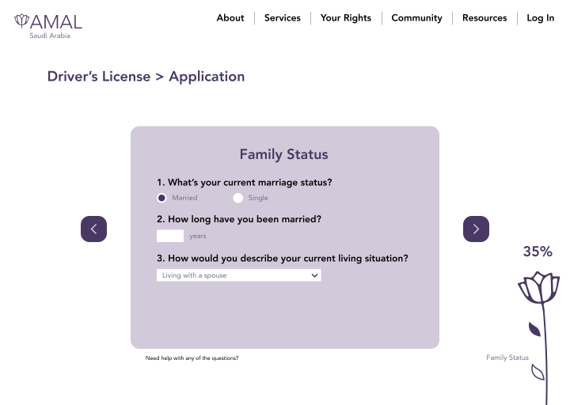 AMAL
Saudi Arabia
About Services Your Rights Community Resources Log In
Driver's License > Application
Family Status
1. What's your current marriage status?
Married Single
2. How long have you been married?
years
3. How would you describe your current living situation?
Living with a spouse
35%
Need help with any of the questions?
Family Status